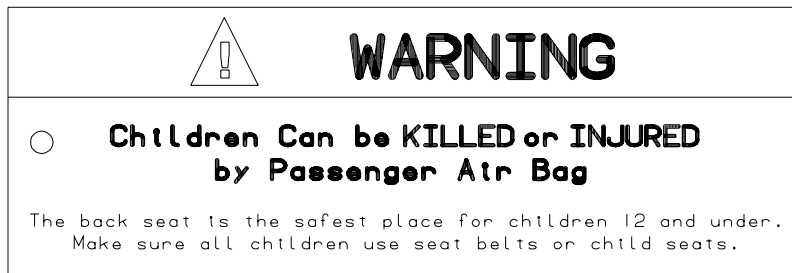 WARNING
Children Can be KILLED or INJURED
by Passenger Air Bag
The back seat is the safest place for children 12 and under.
Make sure all children use seat belts or child seats.